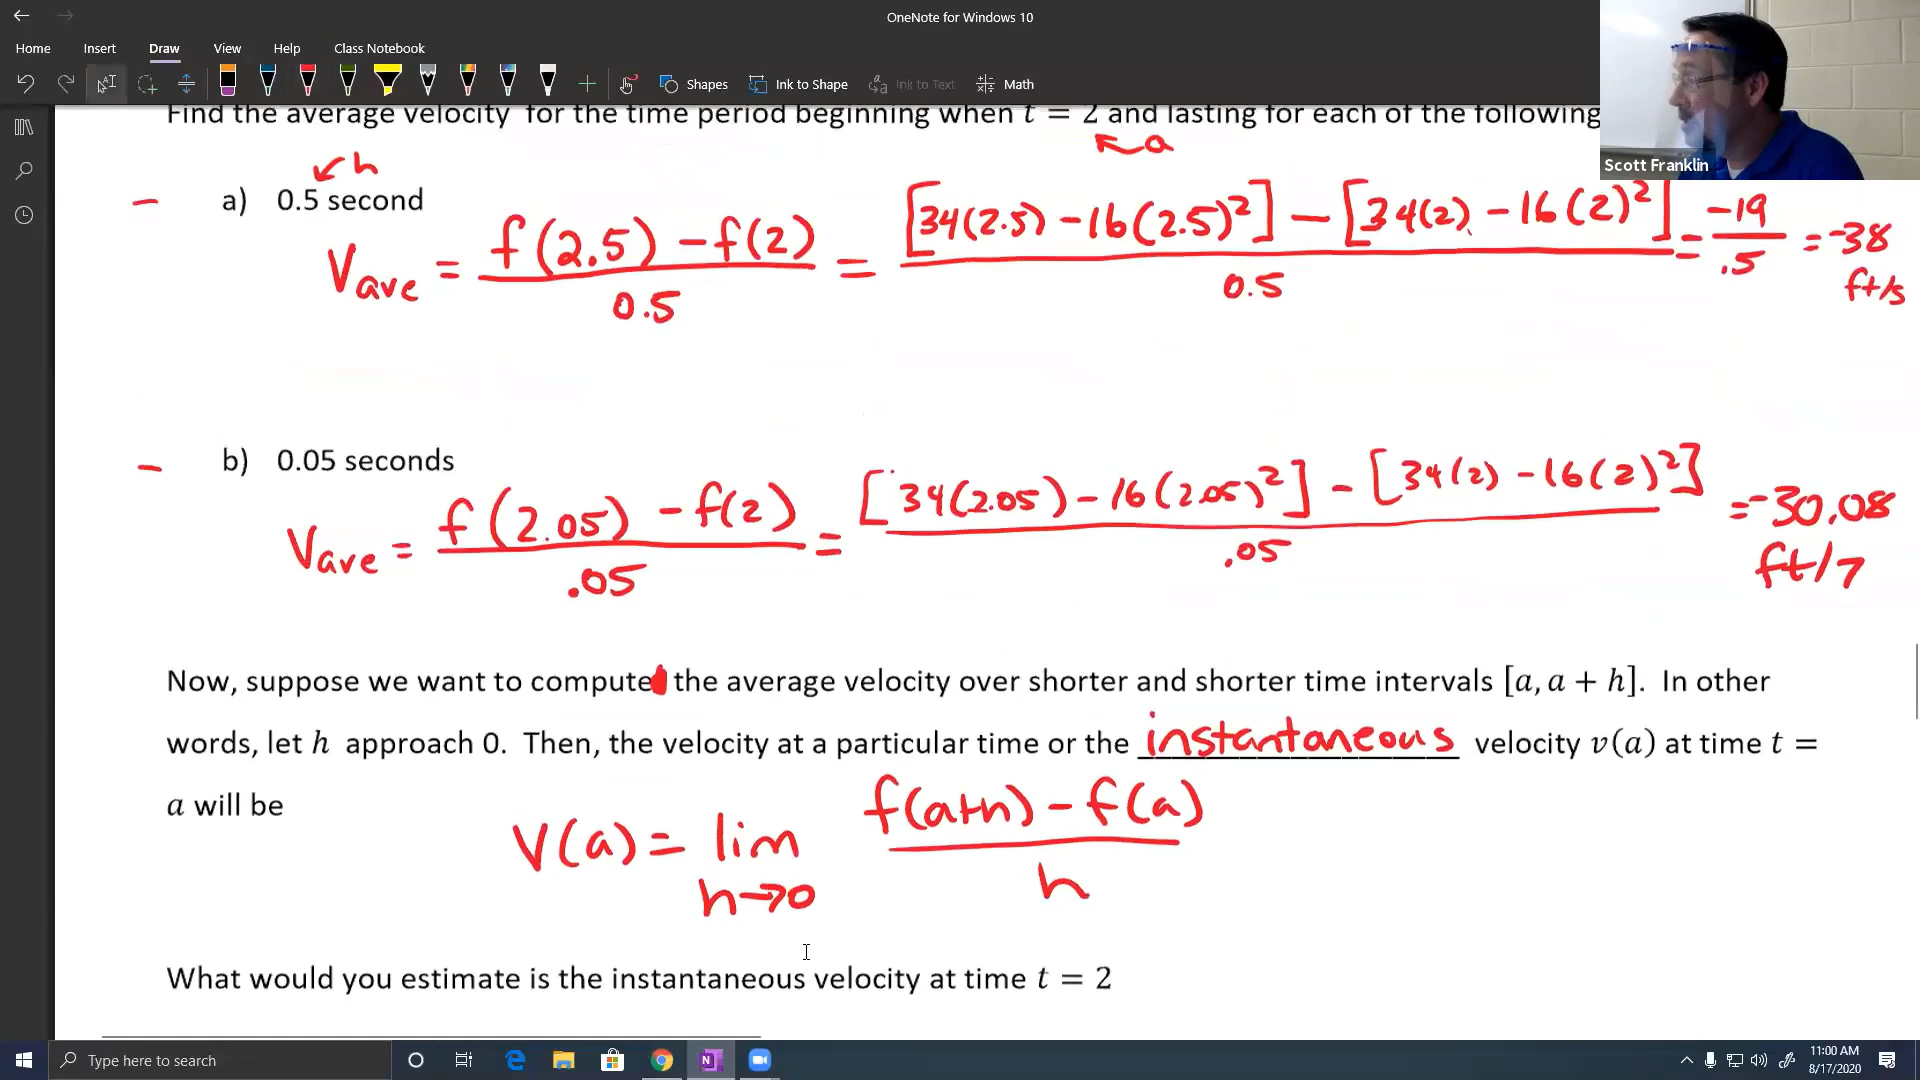 OneNote for Windows 10
Home Insert Draw View Help Class Notebook
Shapes Ink to Shape Ink to Text Math
Scott Franklin
Find the average velocity for the time period beginning when t = 2 and lasting for each of the following
↙ h
↖ a
– a) 0.5 second
Vave = f(2.5) – f(2) / 0.5 = [34(2.5) – 16(2.5)²] – [34(2) – 16(2)²] / 0.5 = -19 / .5 = -38 ft/s
– b) 0.05 seconds
Vave = f(2.05) – f(2) / .05 = [34(2.05) – 16(2.05)²] – [34(2) – 16(2)²] / .05 = -30.08 ft/
Now, suppose we want to compute the average velocity over shorter and shorter time intervals [a, a + h]. In other
words, let h approach 0. Then, the velocity at a particular time or the instantaneous velocity v(a) at time t =
a will be
V(a) = lim h→0 f(a+h) – f(a) / h
What would you estimate is the instantaneous velocity at time t = 2
Type here to search
11:00 AM
8/17/2020